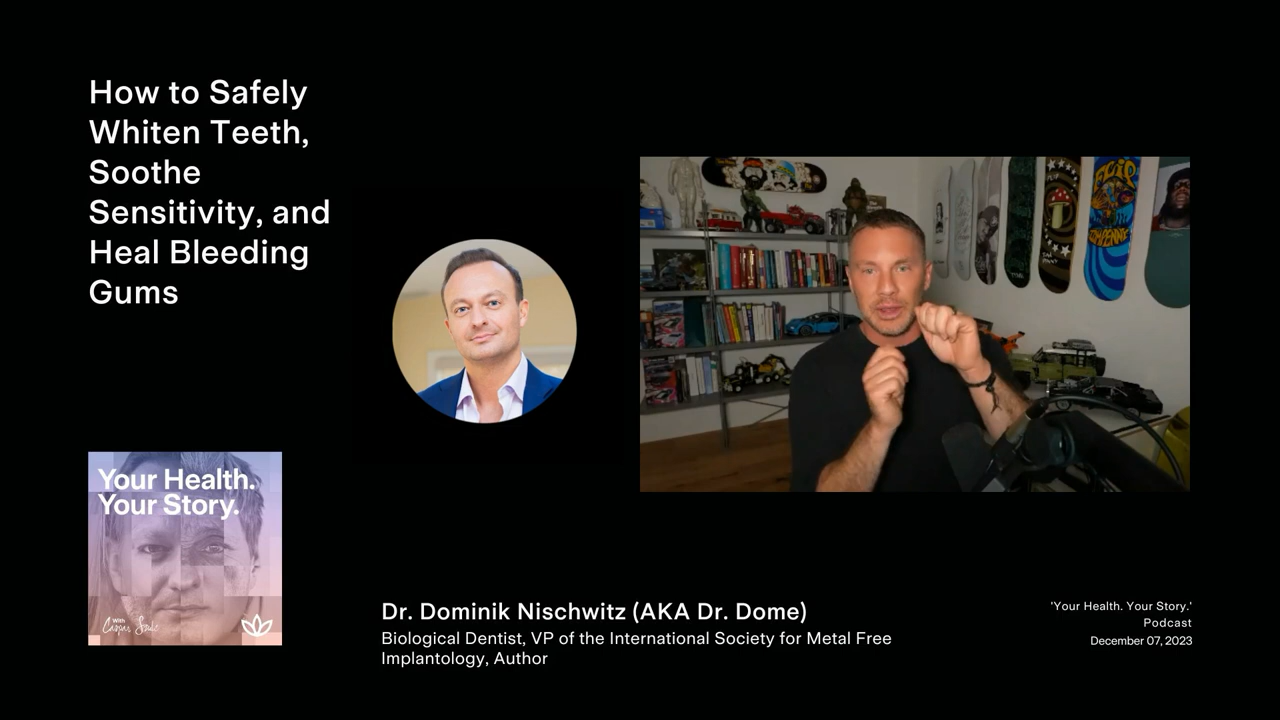 How to Safely
Whiten Teeth,
Soothe
Sensitivity, and
Heal Bleeding
Gums
Your Health.
Your Story.
With
Dr. Dominik Nischwitz (AKA Dr. Dome)
Biological Dentist, VP of the International Society for Metal Free
Implantology, Author
'Your Health. Your Story.'
Podcast
December 07, 2023
FLIP